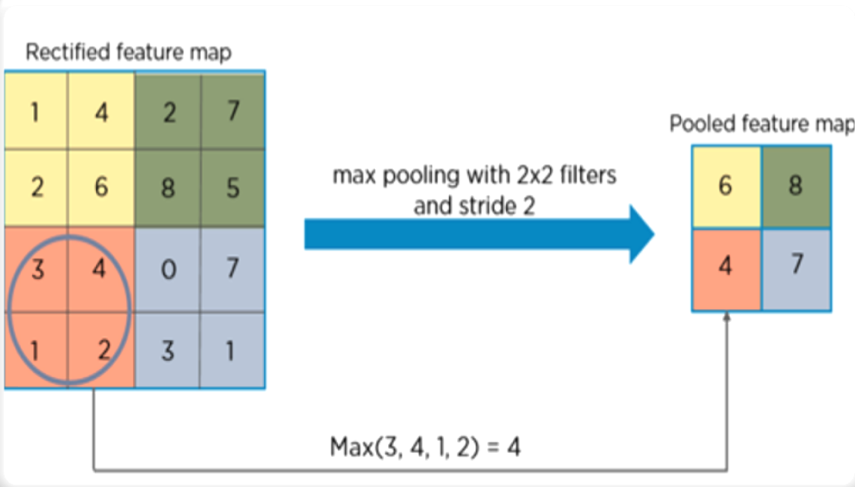 Rectified feature map
1 4 2 7
2 6 8 5
3 4 0 7
1 2 3 1
max pooling with 2x2 filters
and stride 2
Pooled feature map
6 8
4 7
Max(3, 4, 1, 2) = 4